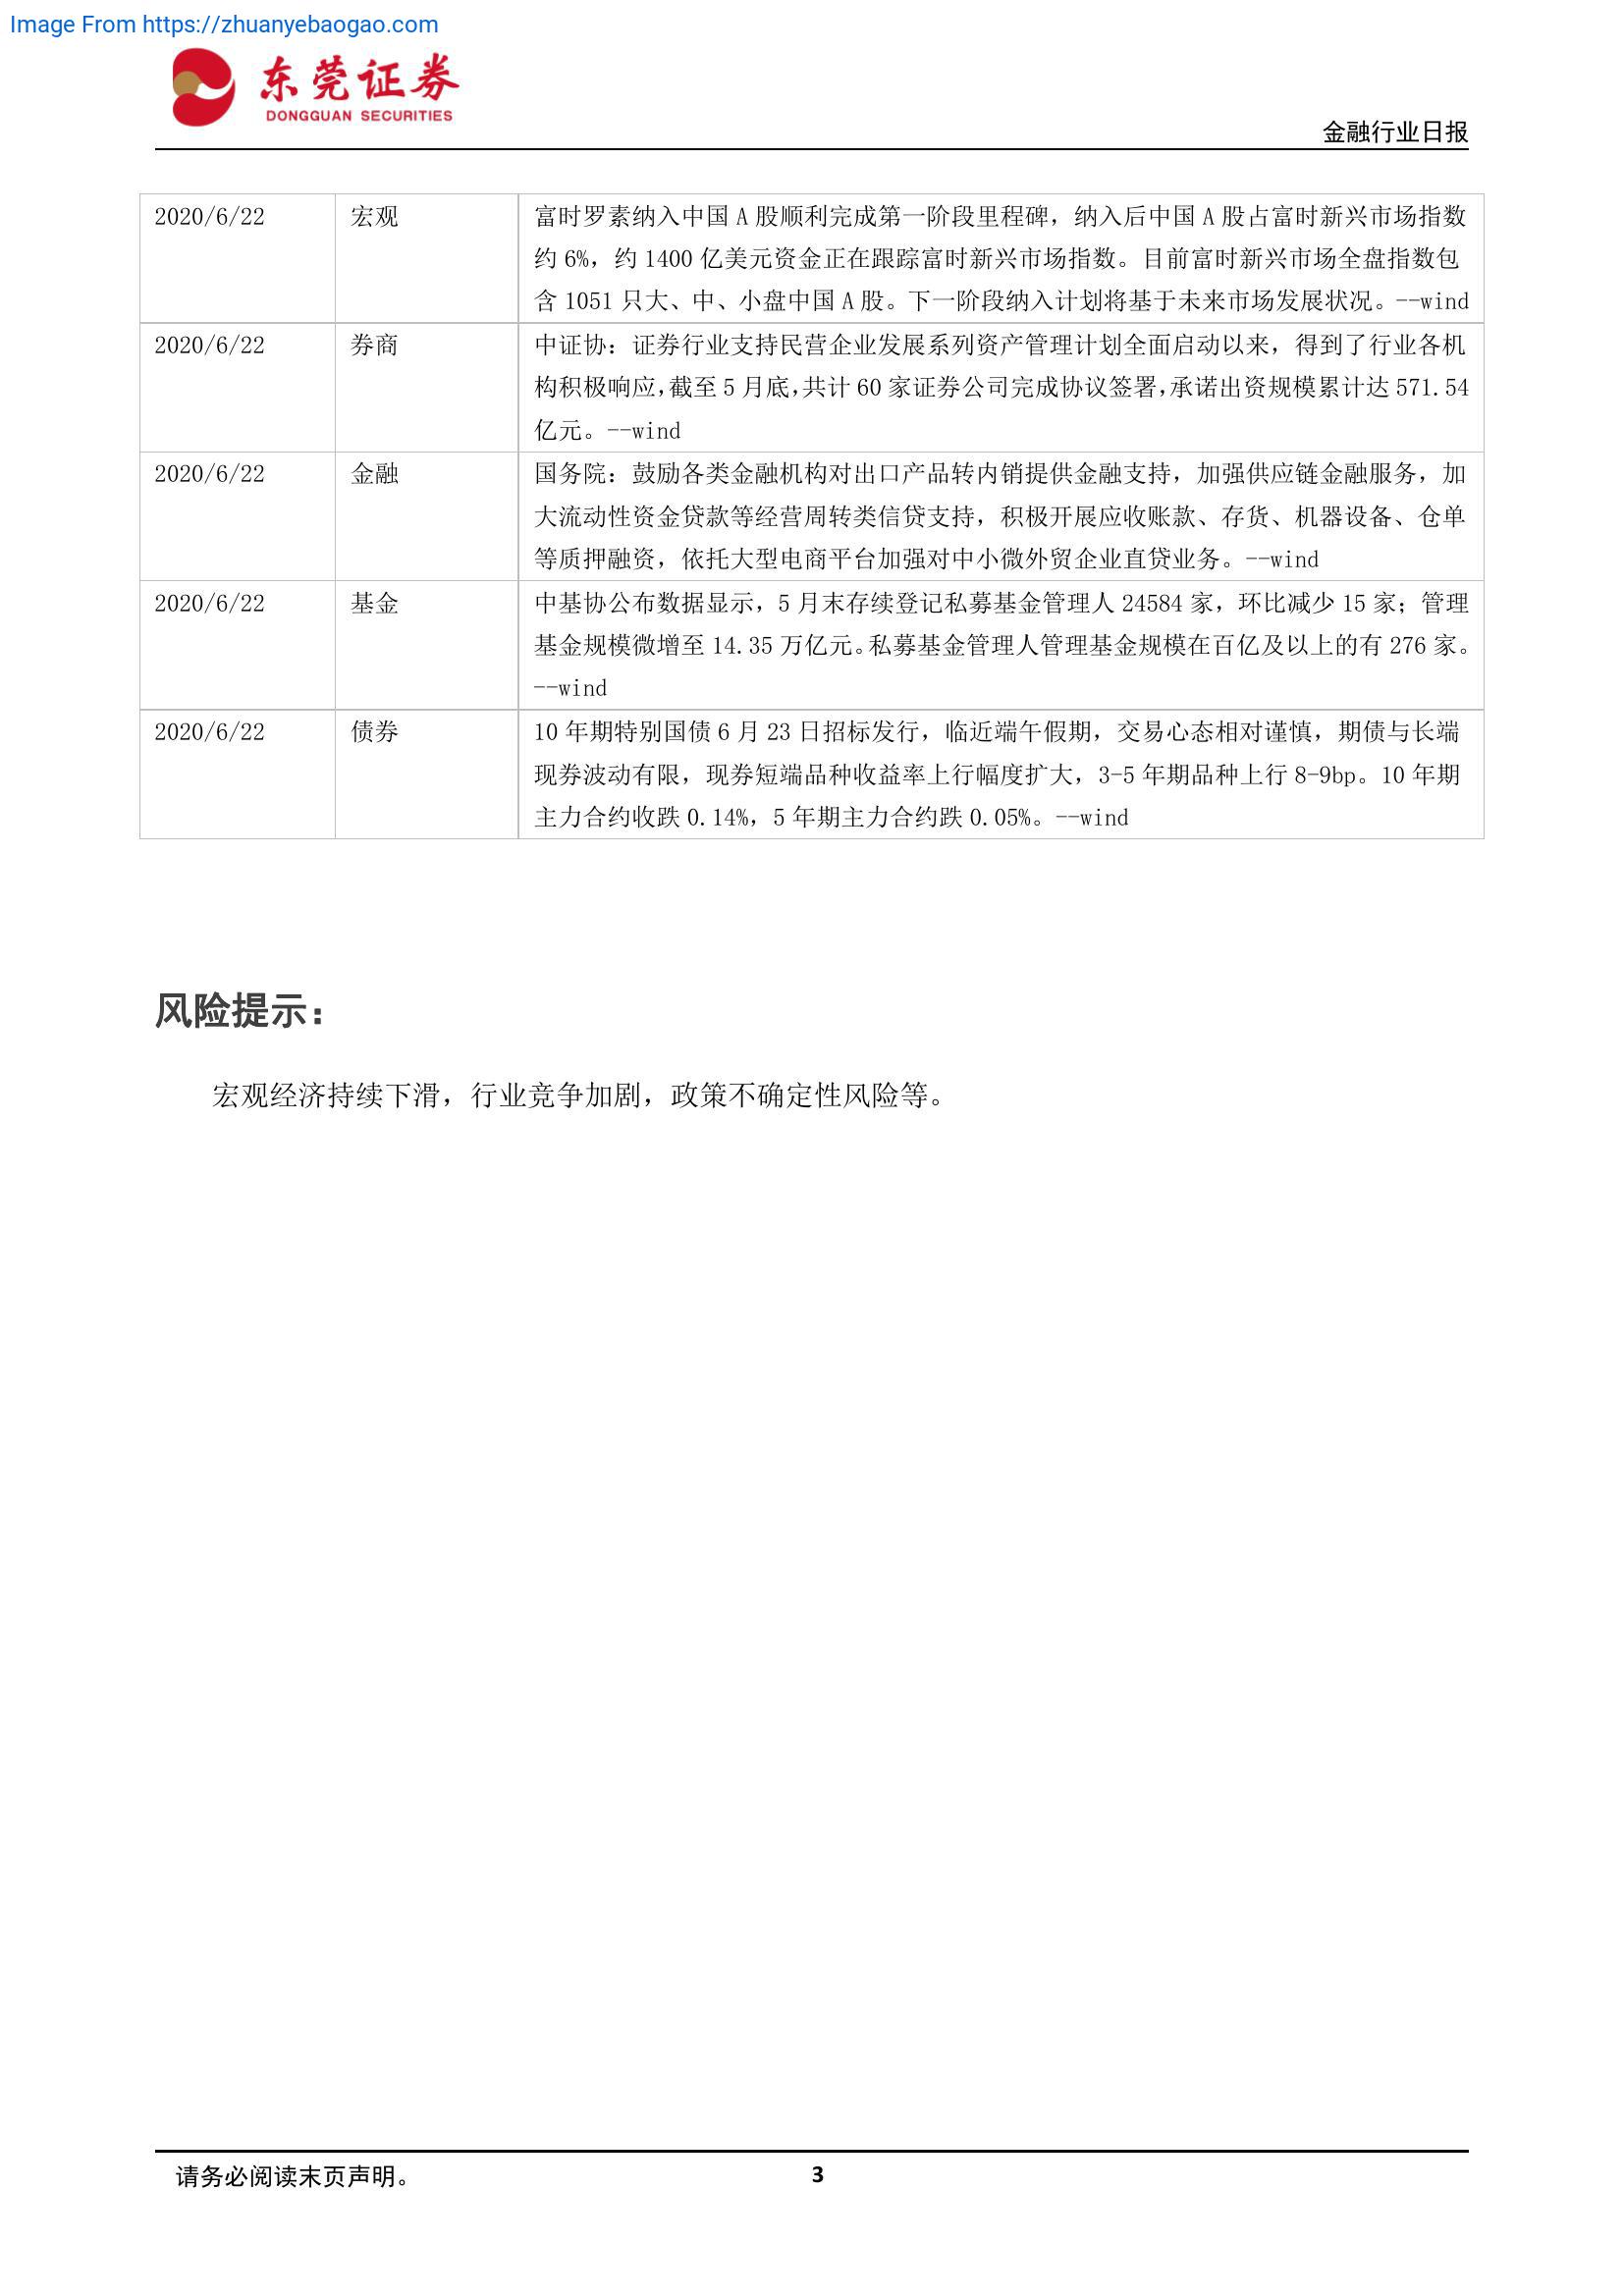 Image From https://zhuanyebaogao.com
东莞证券
DONGGUAN SECURITIES
金融行业日报
2020/6/22 宏观 富时罗素纳入中国 A 股顺利完成第一阶段里程碑，纳入后中国 A 股占富时新兴市场指数
约 6%，约 1400 亿美元资金正在跟踪富时新兴市场指数。目前富时新兴市场全盘指数包
含 1051 只大、中、小盘中国 A 股。下一阶段纳入计划将基于未来市场发展状况。--wind
2020/6/22 券商 中证协：证券行业支持民营企业发展系列资产管理计划全面启动以来，得到了行业各机
构积极响应，截至 5 月底，共计 60 家证券公司完成协议签署，承诺出资规模累计达 571.54
亿元。--wind
2020/6/22 金融 国务院：鼓励各类金融机构对出口产品转内销提供金融支持，加强供应链金融服务，加
大流动性资金贷款等经营周转类信贷支持，积极开展应收账款、存货、机器设备、仓单
等质押融资，依托大型电商平台加强对中小微外贸企业直贷业务。--wind
2020/6/22 基金 中基协公布数据显示，5 月末存续登记私募基金管理人 24584 家，环比减少 15 家；管理
基金规模微增至 14.35 万亿元。私募基金管理人管理基金规模在百亿及以上的有 276 家。
--wind
2020/6/22 债券 10 年期特别国债 6 月 23 日招标发行，临近端午假期，交易心态相对谨慎，期债与长端
现券波动有限，现券短端品种收益率上行幅度扩大，3-5 年期品种上行 8-9bp。10 年期
主力合约收跌 0.14%，5 年期主力合约跌 0.05%。--wind
风险提示：
宏观经济持续下滑，行业竞争加剧，政策不确定性风险等。
请务必阅读末页声明。
3